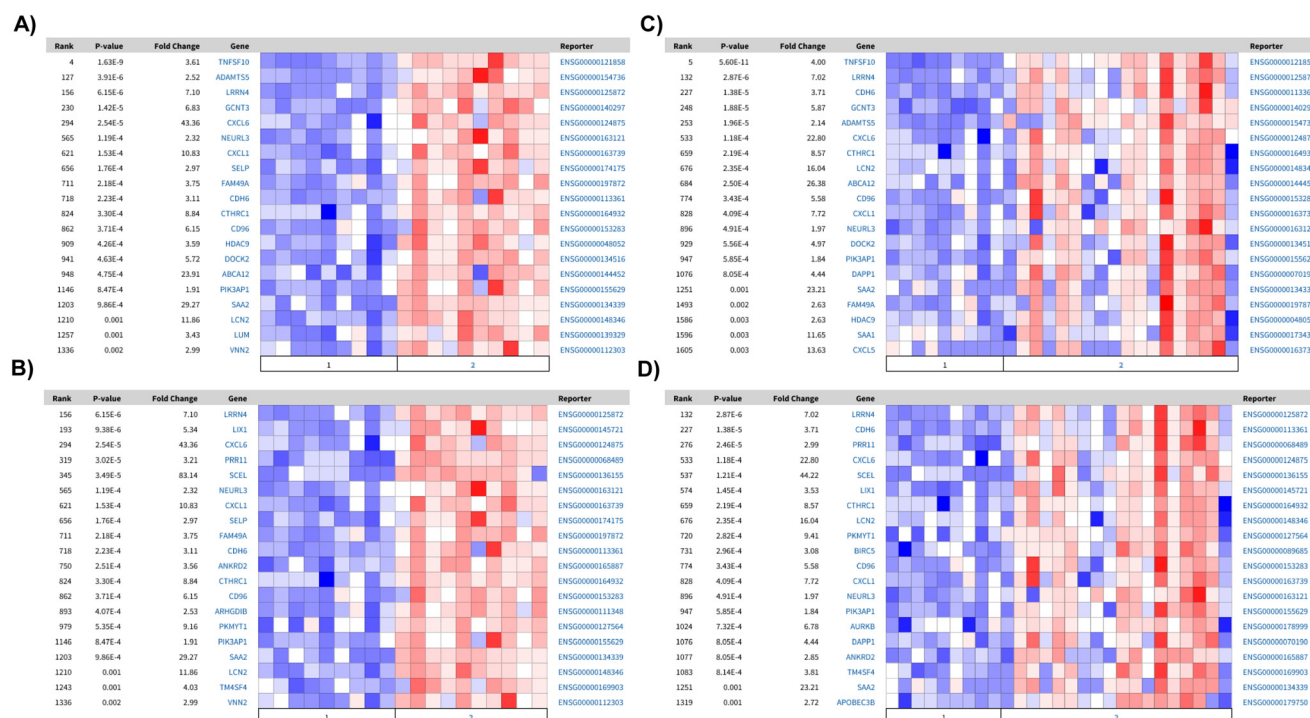 A)
Rank P-value Fold Change Gene Reporter
4 1.63E-9 3.61 TNFSF10 ENSG00000121858
127 3.91E-6 2.52 ADAMTS5 ENSG00000154736
156 6.15E-6 7.10 LRRN4 ENSG00000125872
230 1.42E-5 6.83 GCNT3 ENSG00000140297
294 2.54E-5 43.36 CXCL6 ENSG00000124875
565 1.19E-4 2.32 NEURL3 ENSG00000163121
621 1.53E-4 10.83 CXCL1 ENSG00000163739
656 1.76E-4 2.97 SELP ENSG00000174175
711 2.18E-4 3.75 FAM49A ENSG00000197872
718 2.23E-4 3.11 CDH6 ENSG00000113361
824 3.30E-4 8.84 CTHRC1 ENSG00000164932
862 3.71E-4 6.15 CD96 ENSG00000153283
909 4.26E-4 3.59 HDAC9 ENSG00000048052
941 4.63E-4 5.72 DOCK2 ENSG00000134516
948 4.75E-4 23.91 ABCA12 ENSG00000144452
1146 8.47E-4 1.91 PIK3AP1 ENSG00000155629
1203 9.86E-4 29.27 SAA2 ENSG00000134339
1210 0.001 11.86 LCN2 ENSG00000148346
1257 0.001 3.43 LUM ENSG00000139329
1336 0.002 2.99 VNN2 ENSG00000112303
1 2
B)
Rank P-value Fold Change Gene Reporter
156 6.15E-6 7.10 LRRN4 ENSG00000125872
193 9.38E-6 5.34 LIX1 ENSG00000145721
294 2.54E-5 43.36 CXCL6 ENSG00000124875
319 3.02E-5 3.21 PRR11 ENSG00000068489
345 3.49E-5 83.14 SCEL ENSG00000136155
565 1.19E-4 2.32 NEURL3 ENSG00000163121
621 1.53E-4 10.83 CXCL1 ENSG00000163739
656 1.76E-4 2.97 SELP ENSG00000174175
711 2.18E-4 3.75 FAM49A ENSG00000197872
718 2.23E-4 3.11 CDH6 ENSG00000113361
750 2.51E-4 3.56 ANKRD2 ENSG00000165887
824 3.30E-4 8.84 CTHRC1 ENSG00000164932
862 3.71E-4 6.15 CD96 ENSG00000153283
893 4.07E-4 2.53 ARHGDIB ENSG00000111348
979 5.35E-4 9.16 PKMYT1 ENSG00000127564
1146 8.47E-4 1.91 PIK3AP1 ENSG00000155629
1203 9.86E-4 29.27 SAA2 ENSG00000134339
1210 0.001 11.86 LCN2 ENSG00000148346
1243 0.001 4.03 TM4SF4 ENSG00000169903
1336 0.002 2.99 VNN2 ENSG00000112303
1 2
C)
Rank P-value Fold Change Gene Reporter
5 5.60E-11 4.00 TNFSF10 ENSG0000012185
132 2.87E-6 7.02 LRRN4 ENSG0000012587
227 1.38E-5 3.71 CDH6 ENSG0000011336
248 1.88E-5 5.87 GCNT3 ENSG0000014029
253 1.96E-5 2.14 ADAMTS5 ENSG0000015473
533 1.18E-4 22.80 CXCL6 ENSG0000012487
659 2.19E-4 8.57 CTHRC1 ENSG0000016493
676 2.35E-4 16.04 LCN2 ENSG0000014834
684 2.50E-4 26.38 ABCA12 ENSG0000014445
774 3.43E-4 5.58 CD96 ENSG0000015328
828 4.09E-4 7.72 CXCL1 ENSG0000016373
896 4.91E-4 1.97 NEURL3 ENSG0000016312
929 5.56E-4 4.97 DOCK2 ENSG0000013451
947 5.85E-4 1.84 PIK3AP1 ENSG0000015562
1076 8.05E-4 4.44 DAPP1 ENSG0000007019
1251 0.001 23.21 SAA2 ENSG0000013433
1493 0.002 2.63 FAM49A ENSG0000019787
1586 0.003 2.63 HDAC9 ENSG0000004805
1596 0.003 11.65 SAA1 ENSG0000017343
1605 0.003 13.63 CXCL5 ENSG0000016373
1 2
D)
Rank P-value Fold Change Gene Reporter
132 2.87E-6 7.02 LRRN4 ENSG00000125872
227 1.38E-5 3.71 CDH6 ENSG00000113361
276 2.46E-5 2.99 PRR11 ENSG00000068489
533 1.18E-4 22.80 CXCL6 ENSG00000124875
537 1.21E-4 44.22 SCEL ENSG00000136155
574 1.45E-4 3.53 LIX1 ENSG00000145721
659 2.19E-4 8.57 CTHRC1 ENSG00000164932
676 2.35E-4 16.04 LCN2 ENSG00000148346
720 2.82E-4 9.41 PKMYT1 ENSG00000127564
731 2.96E-4 3.08 BIRC5 ENSG00000089685
774 3.43E-4 5.58 CD96 ENSG00000153283
828 4.09E-4 7.72 CXCL1 ENSG00000163739
896 4.91E-4 1.97 NEURL3 ENSG00000163121
947 5.85E-4 1.84 PIK3AP1 ENSG00000155629
1024 7.32E-4 6.78 AURKB ENSG00000178999
1076 8.05E-4 4.44 DAPP1 ENSG00000070190
1077 8.05E-4 2.85 ANKRD2 ENSG00000165887
1083 8.14E-4 3.81 TM4SF4 ENSG00000169903
1251 0.001 23.21 SAA2 ENSG00000134339
1319 0.001 2.72 APOBEC3B ENSG00000179750
1 2